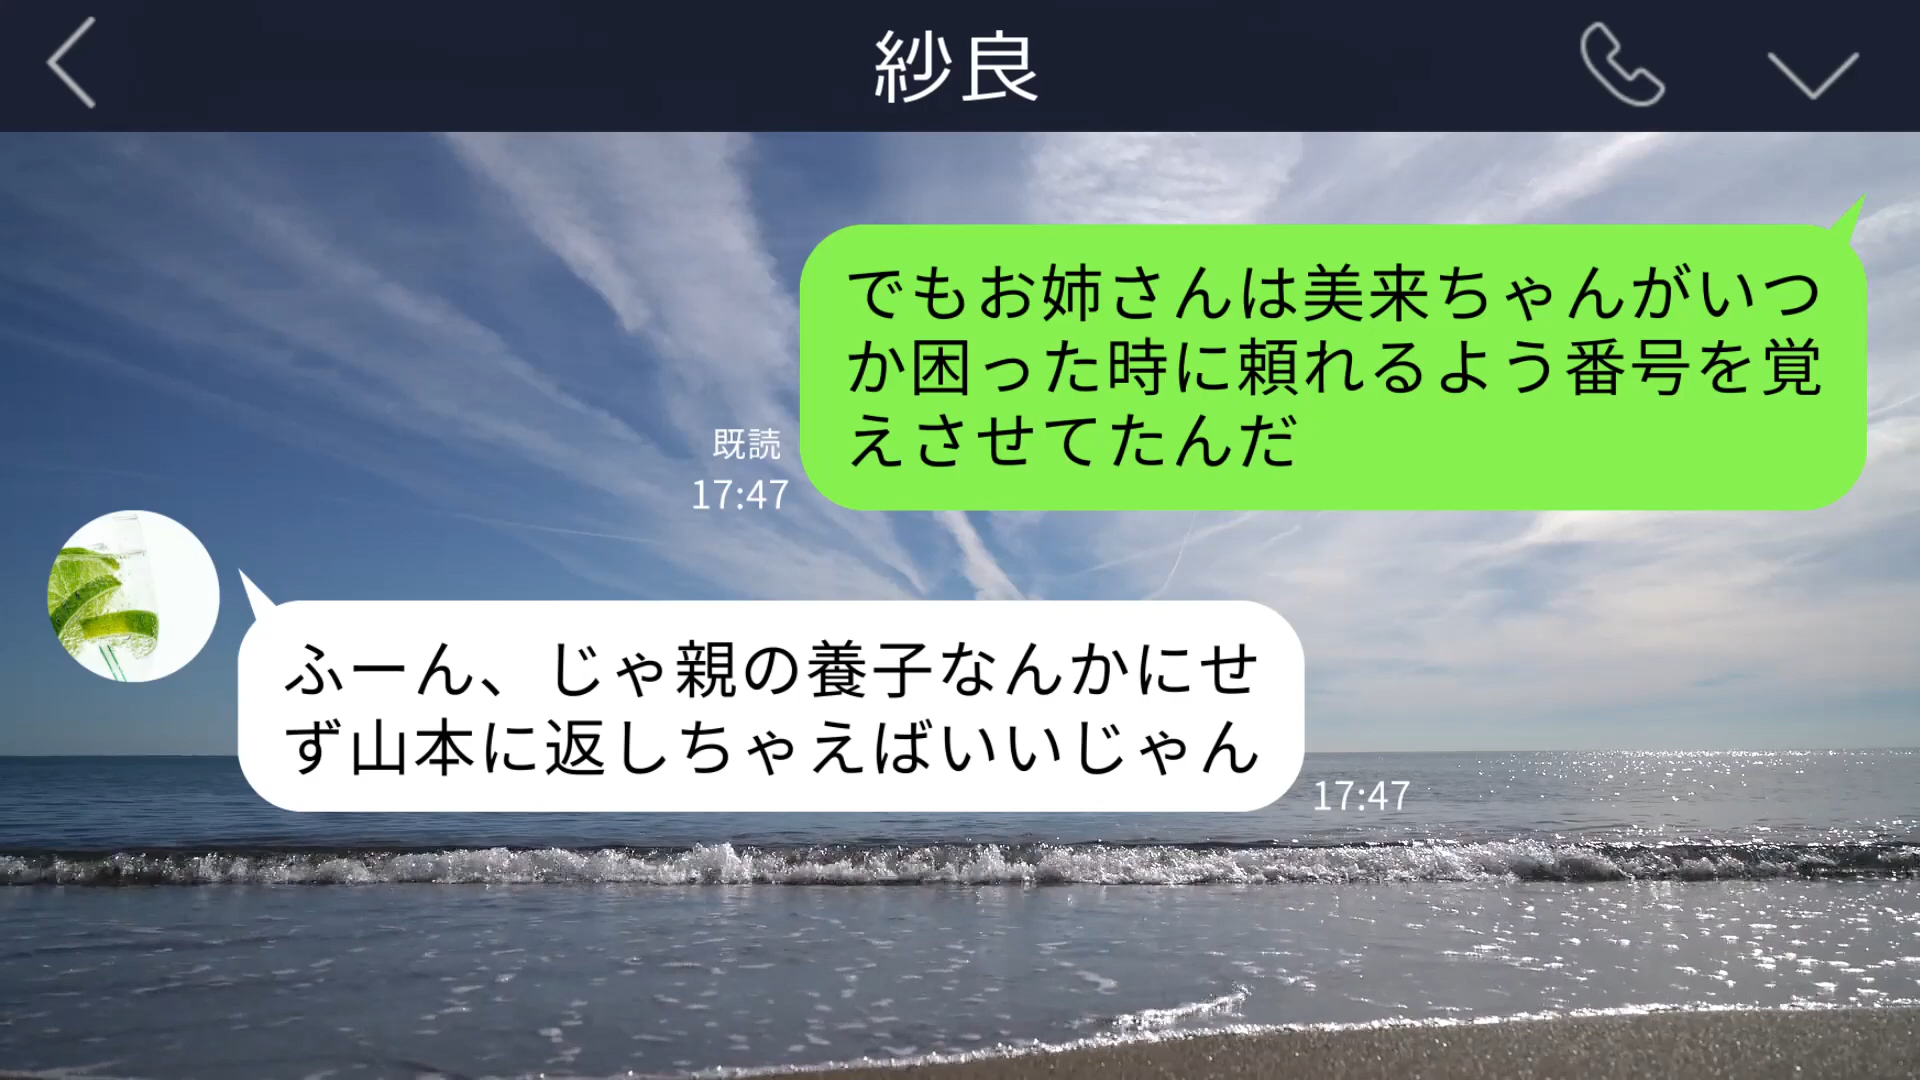 紗良
でもお姉さんは美来ちゃんがいつ
か困った時に頼れるよう番号を覚
えさせてたんだ
既読
17:47
ふーん、じゃ親の養子なんかにせ
ず山本に返しちゃえばいいじゃん
17:47